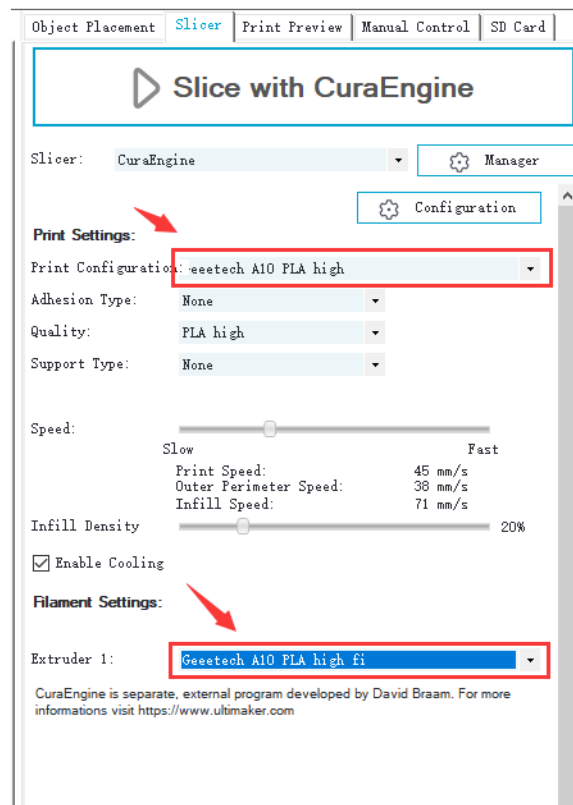 Object Placement Slicer Print Preview Manual Control SD Card
Slice with CuraEngine
Slicer: CuraEngine Manager
Configuration
Print Settings:
Print Configuration: eeetech A10 PLA high
Adhesion Type: None
Quality: PLA high
Support Type: None
Speed:
Slow Fast
Print Speed: 45 mm/s
Outer Perimeter Speed: 38 mm/s
Infill Speed: 71 mm/s
Infill Density 20%
Enable Cooling
Filament Settings:
Extruder 1: Geeetech A10 PLA high fi
CuraEngine is separate, external program developed by David Braam. For more
informations visit https://www.ultimaker.com